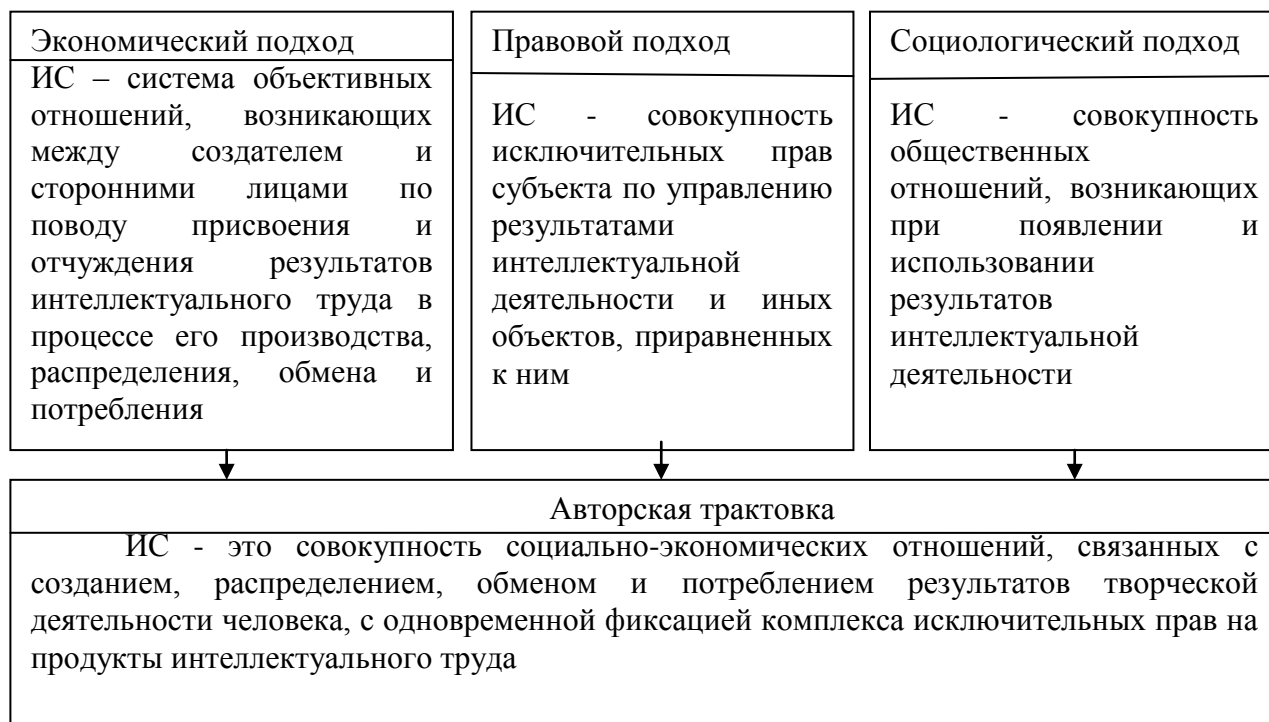 Экономический подход
ИС – система объективных
отношений, возникающих
между создателем и
сторонними лицами по
поводу присвоения и
отчуждения результатов
интеллектуального труда в
процессе его производства,
распределения, обмена и
потребления
Правовой подход
ИС - совокупность
исключительных прав
субъекта по управлению
результатами
интеллектуальной
деятельности и иных
объектов, приравненных
к ним
Социологический подход
ИС - совокупность
общественных
отношений, возникающих
при появлении и
использовании
результатов
интеллектуальной
деятельности
Авторская трактовка
ИС - это совокупность социально-экономических отношений, связанных с
созданием, распределением, обменом и потреблением результатов творческой
деятельности человека, с одновременной фиксацией комплекса исключительных прав на
продукты интеллектуального труда